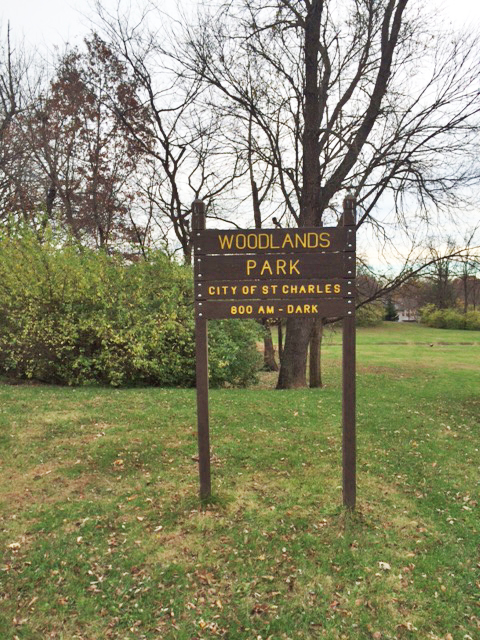 WOODLANDS
PARK
CITY OF ST CHARLES
800 AM - DARK